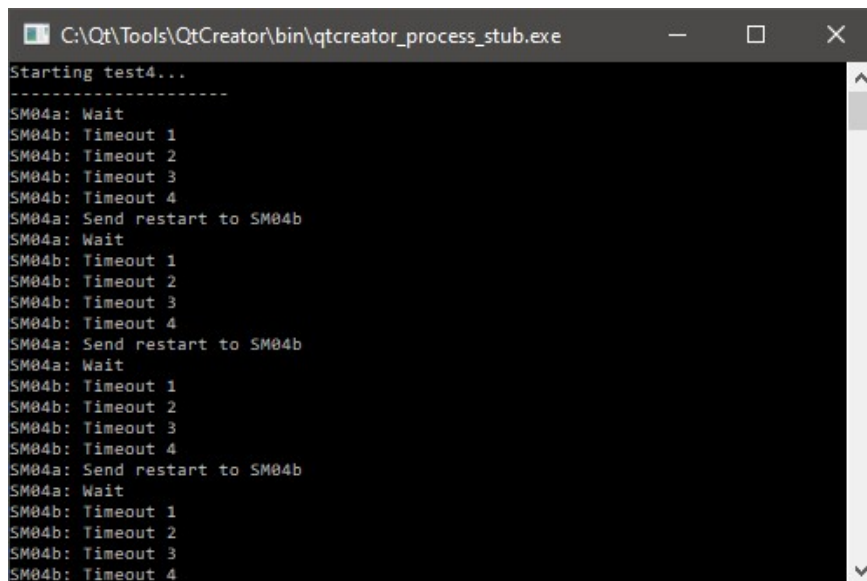 C:\Qt\Tools\QtCreator\bin\qtcreator_process_stub.exe
Starting test4...
----------------------
SM04a: Wait
SM04b: Timeout 1
SM04b: Timeout 2
SM04b: Timeout 3
SM04b: Timeout 4
SM04a: Send restart to SM04b
SM04a: Wait
SM04b: Timeout 1
SM04b: Timeout 2
SM04b: Timeout 3
SM04b: Timeout 4
SM04a: Send restart to SM04b
SM04a: Wait
SM04b: Timeout 1
SM04b: Timeout 2
SM04b: Timeout 3
SM04b: Timeout 4
SM04a: Send restart to SM04b
SM04a: Wait
SM04b: Timeout 1
SM04b: Timeout 2
SM04b: Timeout 3
SM04b: Timeout 4